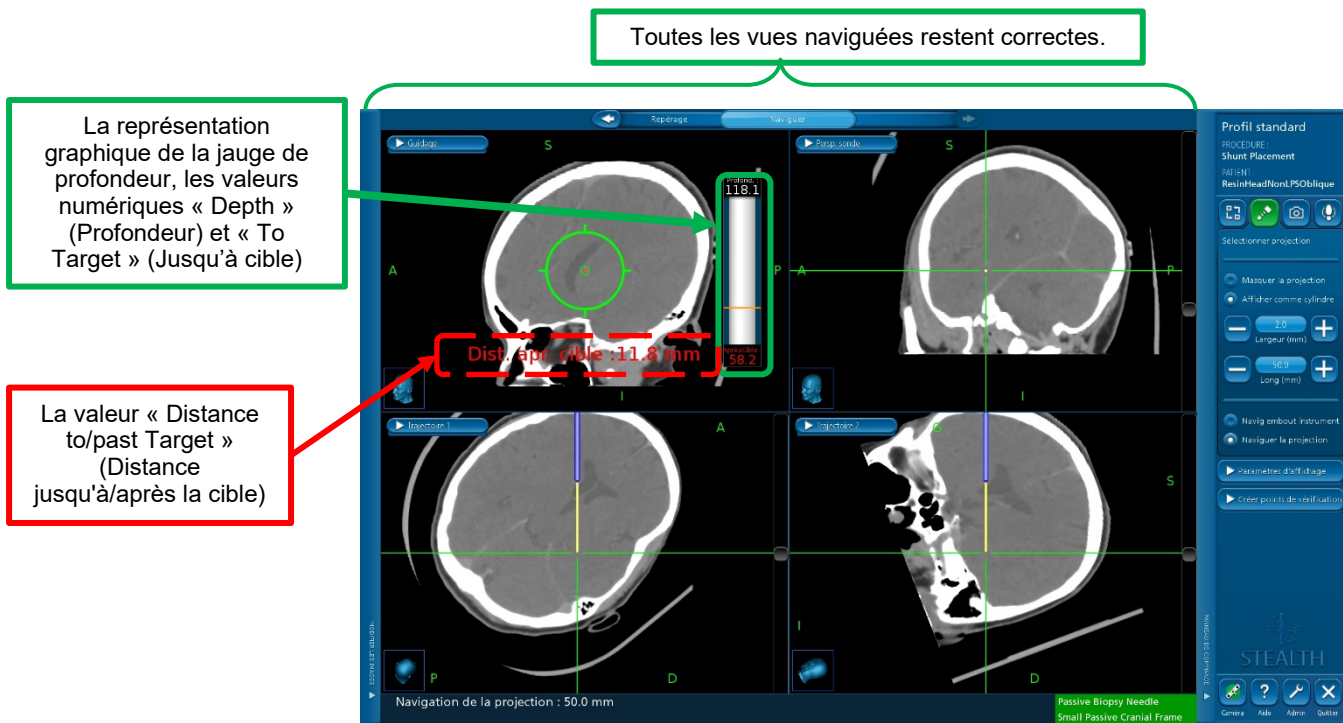 Toutes les vues naviguées restent correctes.
La représentation
graphique de la jauge de
profondeur, les valeurs
numériques « Depth »
(Profondeur) et « To
Target » (Jusqu'à cible)
La valeur « Distance
to/past Target »
(Distance
jusqu'à/après la cible)
Repérage
Naviguer
Guidage
S
A
P
I
Profond. :
118.1
58.2
Dist. apr. cible :11.8 mm
Persp. sonde
S
A
P
I
Trajectoire 1
A
P
D
Trajectoire 2
G
S
I
D
Navigation de la projection : 50.0 mm
Passive Biopsy Needle
Small Passive Cranial Frame
Profil standard
PROCÉDURE :
Shunt Placement
PATIENT :
ResinHeadNonLPSOblique
Sélectionner projection
Masquer la projection
Afficher comme cylindre
2.0
Largeur (mm)
50.0
Long (mm)
Navig embout instrument
Naviguer la projection
Paramètres d'affichage
Créer points de vérification
STEALTH
Caméra
Aide
Admin
Quitter